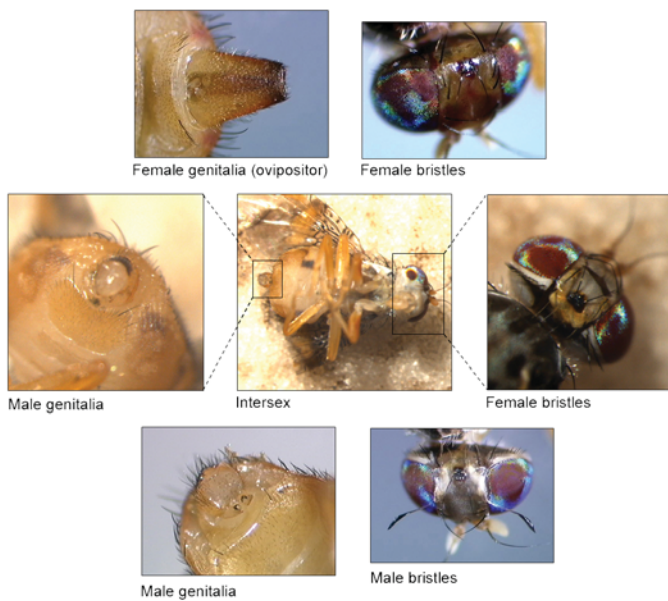 Female genitalia (ovipositor)
Female bristles
Male genitalia
Intersex
Female bristles
Male genitalia
Male bristles